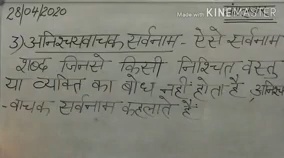 28/04/2020
Made with KINEMASTER
3) अनिश्चयवाचक सर्वनाम - ऐसे सर्वनाम
शब्द जिनसे किसी निश्चित वस्तु
या व्यक्ति का बोध नहीं होता है अनिश्च
- वाचक सर्वनाम कहलाते हैं